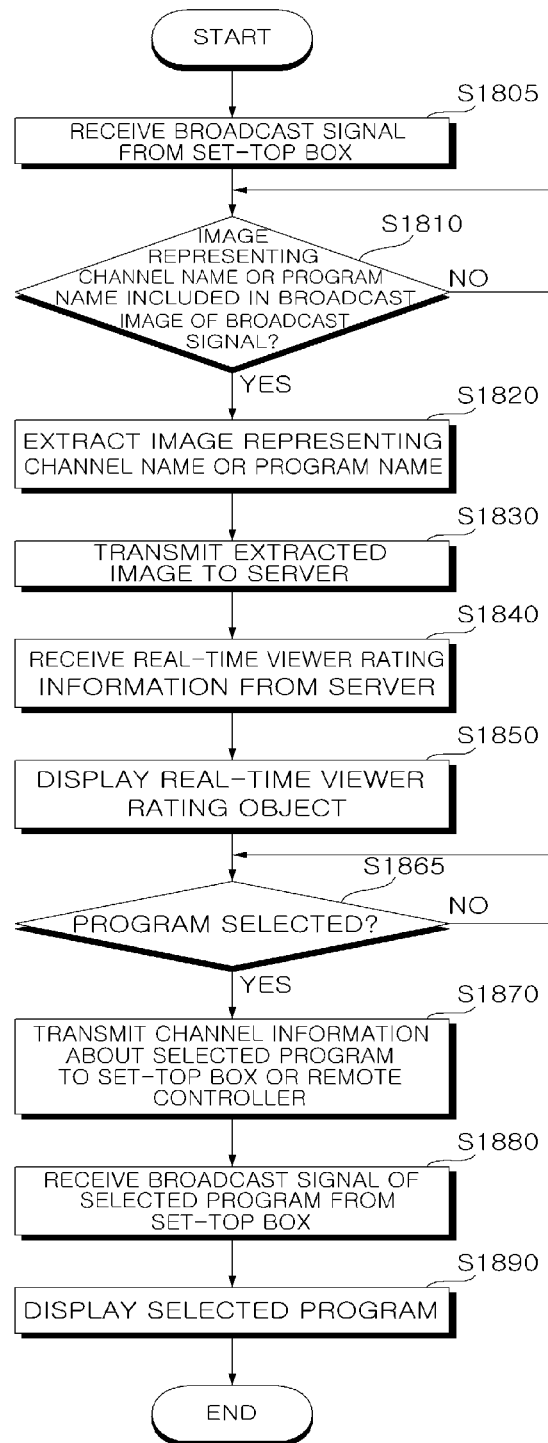 START
S1805
RECEIVE BROADCAST SIGNAL
FROM SET-TOP BOX
S1810
IMAGE
REPRESENTING
CHANNEL NAME OR PROGRAM
NAME INCLUDED IN BROADCAST
IMAGE OF BROADCAST
SIGNAL?
NO
YES
S1820
EXTRACT IMAGE REPRESENTING
CHANNEL NAME OR PROGRAM NAME
S1830
TRANSMIT EXTRACTED
IMAGE TO SERVER
S1840
RECEIVE REAL-TIME VIEWER RATING
INFORMATION FROM SERVER
S1850
DISPLAY REAL-TIME VIEWER
RATING OBJECT
S1865
PROGRAM SELECTED?
NO
YES
S1870
TRANSMIT CHANNEL INFORMATION
ABOUT SELECTED PROGRAM
TO SET-TOP BOX OR REMOTE
CONTROLLER
S1880
RECEIVE BROADCAST SIGNAL OF
SELECTED PROGRAM FROM
SET-TOP BOX
S1890
DISPLAY SELECTED PROGRAM
END